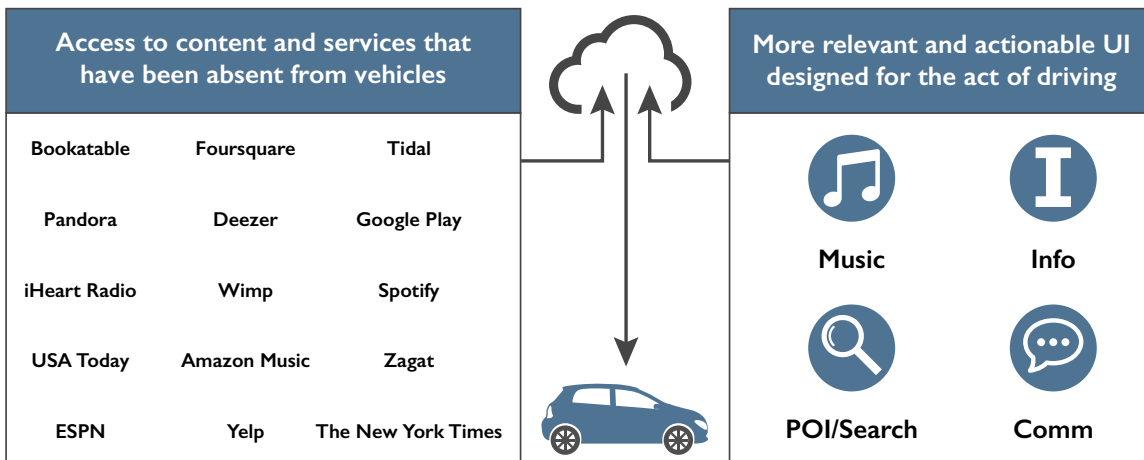 Access to content and services that
have been absent from vehicles
Bookatable Foursquare Tidal
Pandora Deezer Google Play
iHeart Radio Wimp Spotify
USA Today Amazon Music Zagat
ESPN Yelp The New York Times
More relevant and actionable UI
designed for the act of driving
Music Info
POI/Search Comm